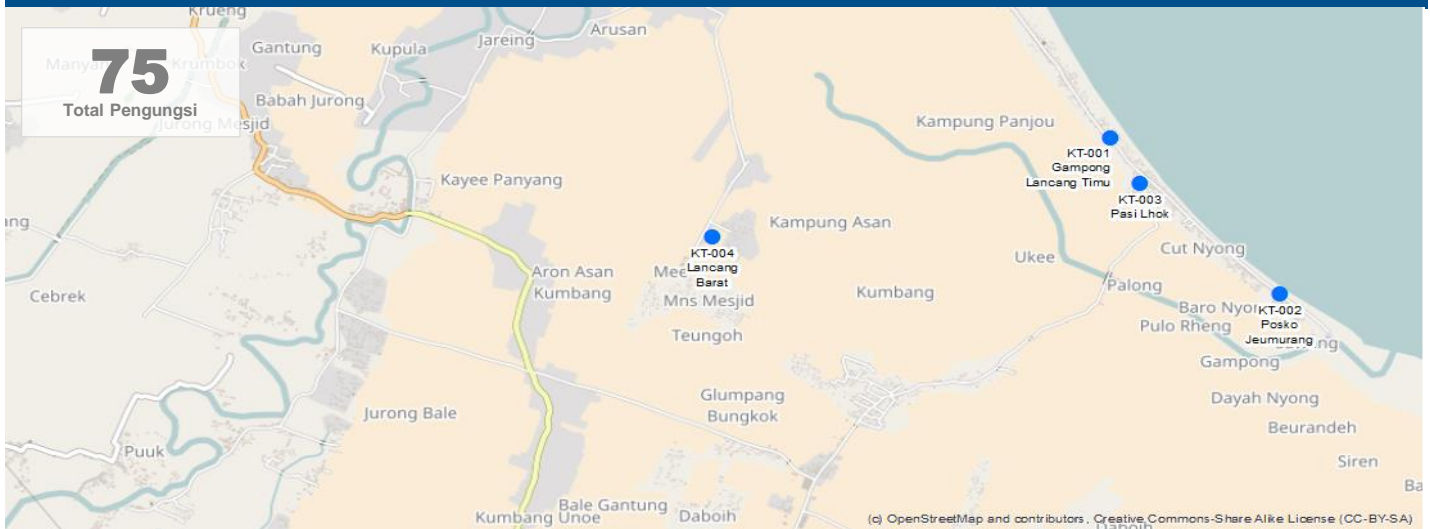 Krueng
75
Total Pengungsi
Gantung
Kupula
Jareing
Arusan
Krumbok
Babah Jurong
Jurong Mesjid
Kampung Panjou
KT-001
Gampong
Lancang Timu
KT-003
Pasi Lhok
Kayee Panyang
Kampung Asan
Cut Nyong
Ukee
KT-004
Lancang
Barat
Aron Asan
Kumbang
Mns Mesjid
Kumbang
Palong
Cebrek
Teungoh
Pulo Rheng
KT-002
Posko
Jeumurang
Gampong
Glumpang
Bungkok
Jurong Bale
Dayah Nyong
Beurandeh
Siren
Puuk
Bale Gantung
Kumbang Unoe
Daboih
(c) OpenStreetMap and contributors, Creative Commons-Share Alike License (CC-BY-SA)